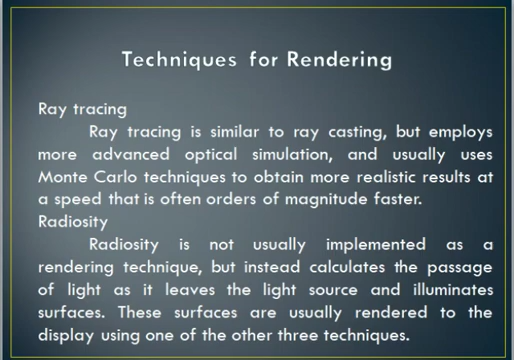 Techniques for Rendering
Ray tracing
Ray tracing is similar to ray casting, but employs
more advanced optical simulation, and usually uses
Monte Carlo techniques to obtain more realistic results at
a speed that is often orders of magnitude faster.
Radiosity
Radiosity is not usually implemented as a
rendering technique, but instead calculates the passage
of light as it leaves the light source and illuminates
surfaces. These surfaces are usually rendered to the
display using one of the other three techniques.